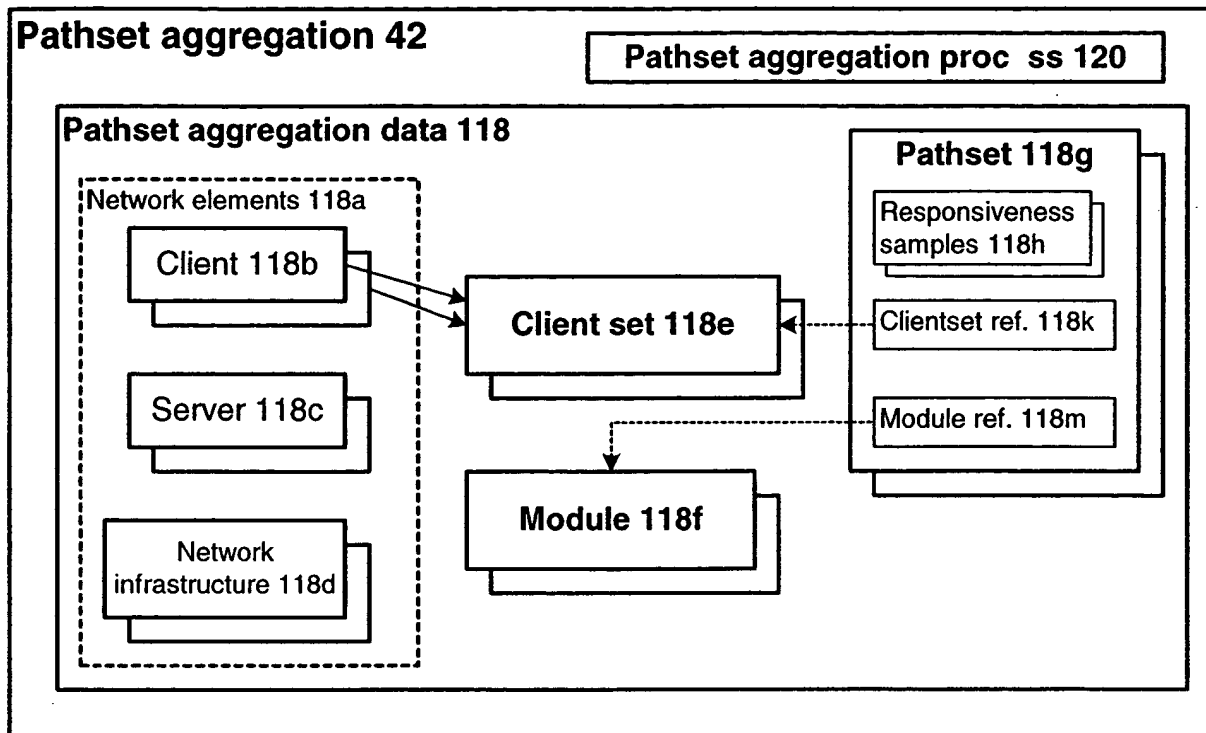 Pathset aggregation 42
Pathset aggregation proc ss 120
Pathset aggregation data 118
Network elements 118a
Client 118b
Server 118c
Network
infrastructure 118d
Client set 118e
Module 118f
Pathset 118g
Responsiveness
samples 118h
Clientset ref. 118k
Module ref. 118m